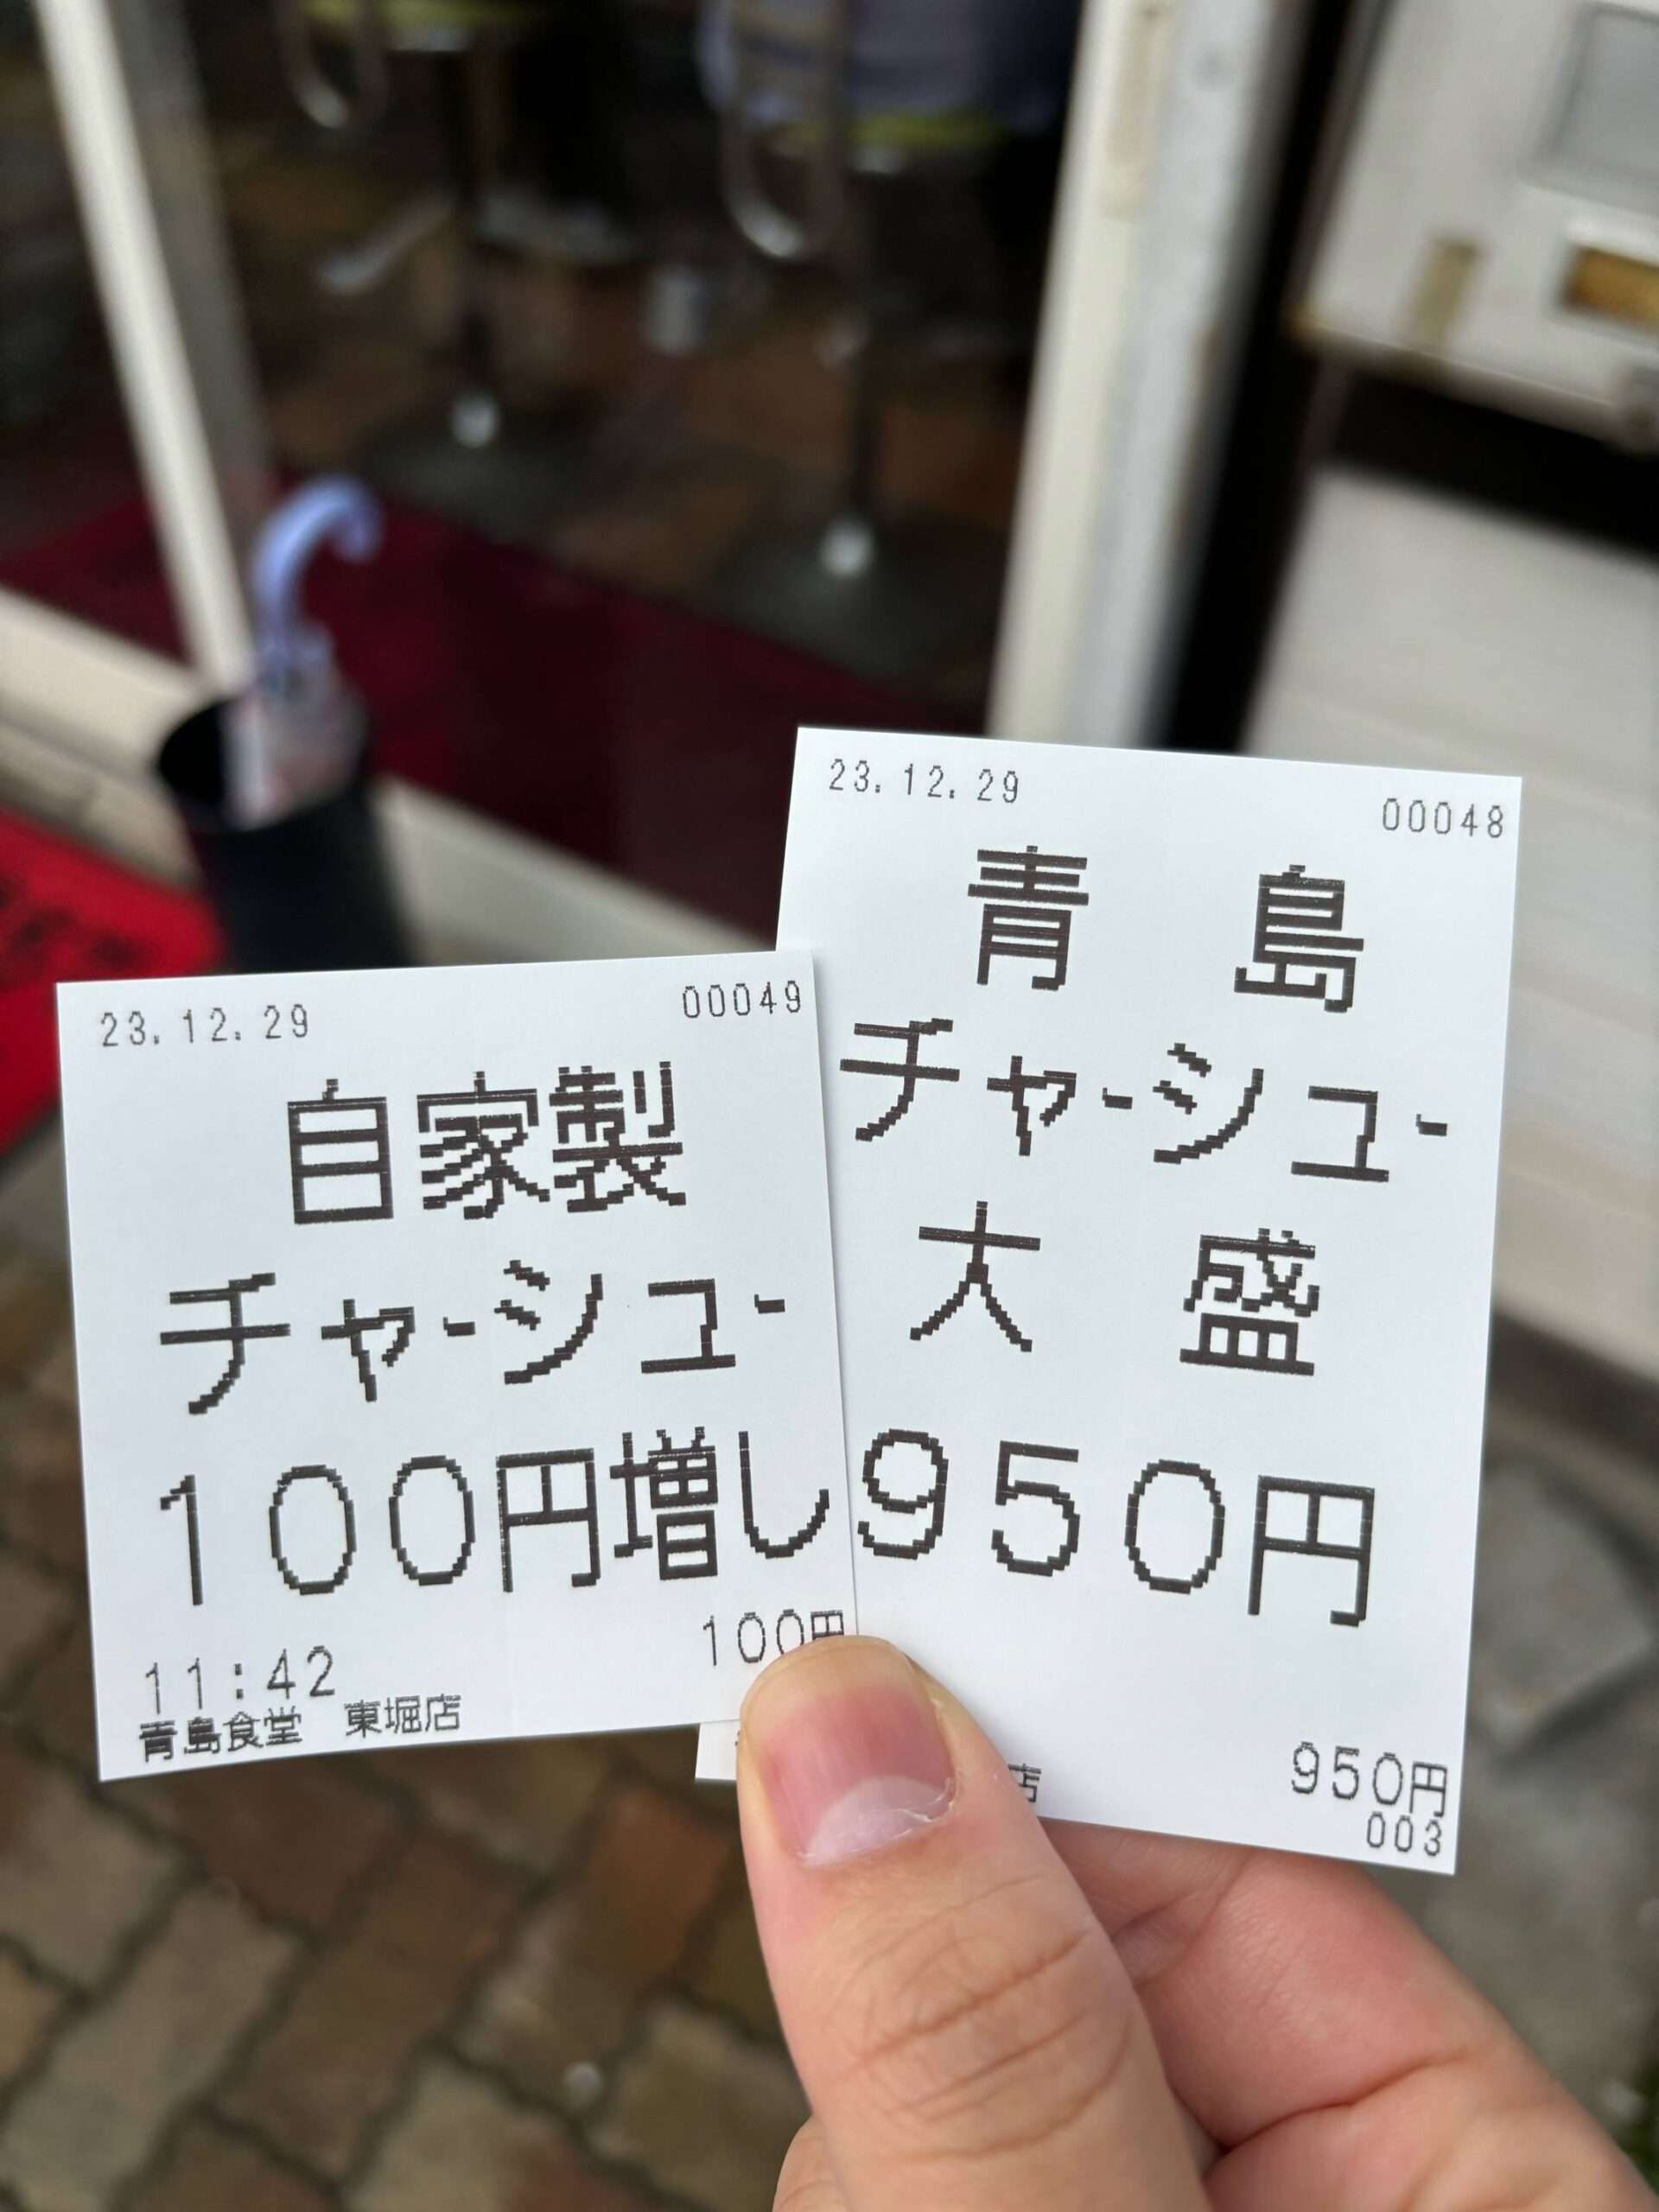 23.12.29 00049
自家製
チャーシュー
100円増し
100円
11:42
青島食堂 東堀店
23.12.29 00048
青島
チャーシュー
大盛
950円
950円
003
店